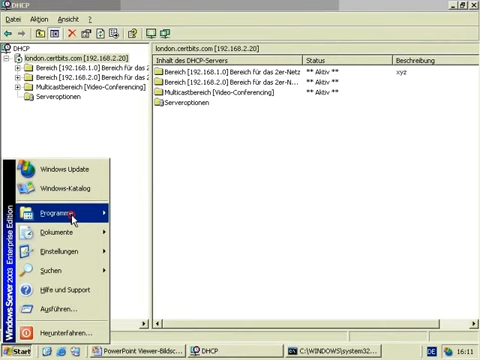 DHCP
Datei Aktion Ansicht ?
DHCP
london.certbits.com [192.168.2.20]
Bereich [192.168.1.0] Bereich für das 2
Bereich [192.168.2.0] Bereich für das 2
Multicastbereich [Video-Conferencing]
Serveroptionen
london.certbits.com [192.168.2.20]
Inhalt des DHCP-Servers Status Beschreibung
Bereich [192.168.1.0] Bereich für das 2er-Netz ** Aktiv ** xyz
Bereich [192.168.2.0] Bereich für das 2er-N... ** Aktiv **
Multicastbereich [Video-Conferencing] ** Aktiv **
Serveroptionen
Windows Server 2003 Enterprise Edition
Windows Update
Windows-Katalog
Programme
Dokumente
Einstellungen
Suchen
Hilfe und Support
Ausführen...
Herunterfahren...
Start
PowerPoint Viewer-Bildsc...
DHCP
C:\WINDOWS\system32...
DE
16:11